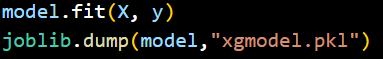 model.fit(X, y)
joblib.dump(model,"xgmodel.pkl")